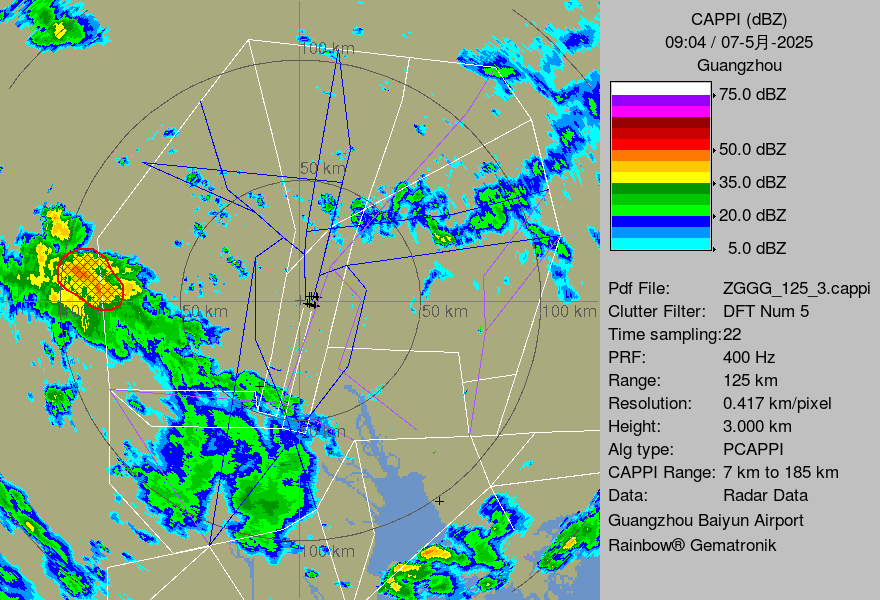 CAPPI (dBZ)
09:04 / 07-5月-2025
Guangzhou
75.0 dBZ
50.0 dBZ
35.0 dBZ
20.0 dBZ
5.0 dBZ
Pdf File: ZGGG_125_3.cappi
Clutter Filter: DFT Num 5
Time sampling:22
PRF: 400 Hz
Range: 125 km
Resolution: 0.417 km/pixel
Height: 3.000 km
Alg type: PCAPPI
CAPPI Range: 7 km to 185 km
Data: Radar Data
Guangzhou Baiyun Airport
Rainbow® Gematronik
100 km
50 km
50 km
50 km
100 km
50 km
100 km